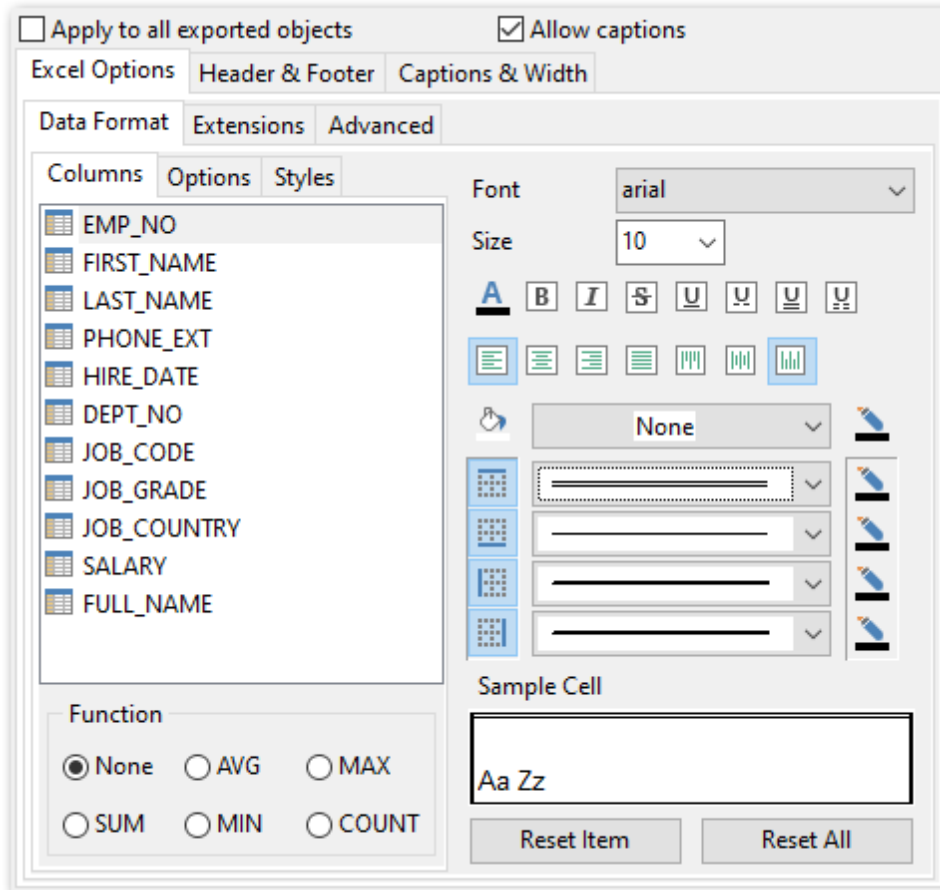 Apply to all exported objects
Allow captions
Excel Options
Header & Footer
Captions & Width
Data Format
Extensions
Advanced
Columns
Options
Styles
EMP_NO
FIRST_NAME
LAST_NAME
PHONE_EXT
HIRE_DATE
DEPT_NO
JOB_CODE
JOB_GRADE
JOB_COUNTRY
SALARY
FULL_NAME
Function
None
AVG
MAX
SUM
MIN
COUNT
Font
arial
Size
10
A B I S U U U U
None
Sample Cell
Aa Zz
Reset Item
Reset All